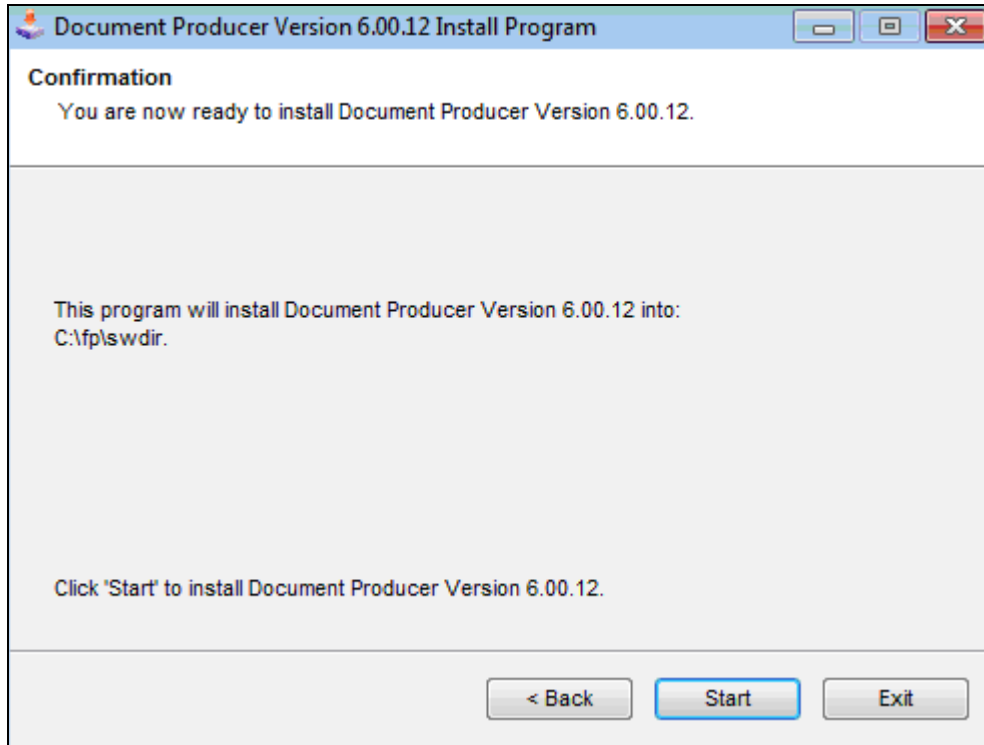 Document Producer Version 6.00.12 Install Program
Confirmation
You are now ready to install Document Producer Version 6.00.12.
This program will install Document Producer Version 6.00.12 into:
C:\fp\swdir.
Click 'Start' to install Document Producer Version 6.00.12.
< Back
Start
Exit